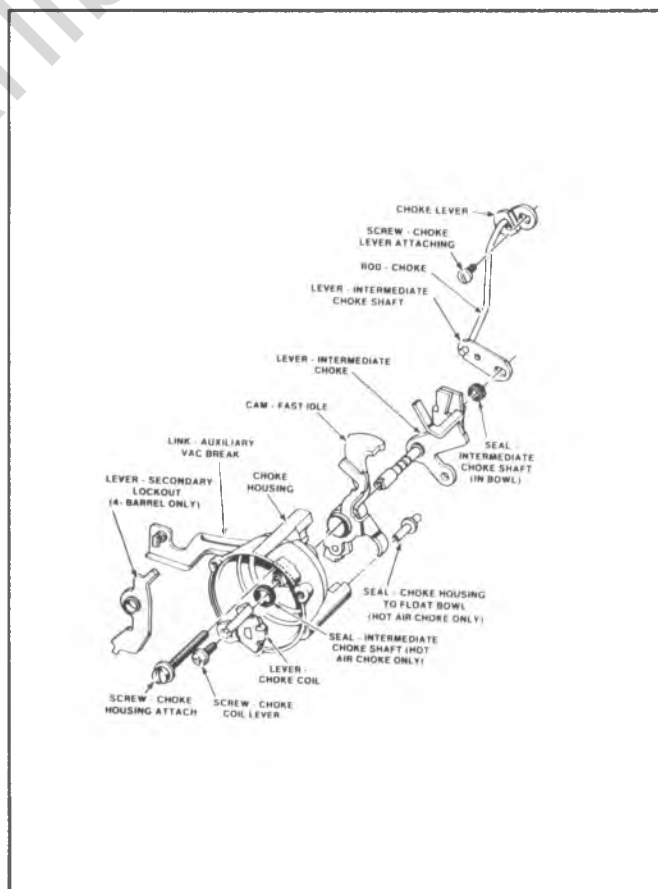 CHOKE LEVER
SCREW - CHOKE
LEVER ATTACHING
ROD - CHOKE
LEVER - INTERMEDIATE
CHOKE SHAFT
LEVER - INTERMEDIATE
CHOKE
CAM - FAST IDLE
SEAL -
INTERMEDIATE
CHOKE SHAFT
(IN BOWL)
LINK - AUXILIARY
VAC BREAK
CHOKE
HOUSING
LEVER - SECONDARY
LOCKOUT
(4- BARREL ONLY)
SEAL - CHOKE HOUSING
TO FLOAT BOWL
(HOT AIR CHOKE ONLY)
SEAL - INTERMEDIATE
CHOKE SHAFT (HOT
AIR CHOKE ONLY)
LEVER -
CHOKE COIL
SCREW - CHOKE
HOUSING ATTACH
SCREW - CHOKE
COIL LEVER